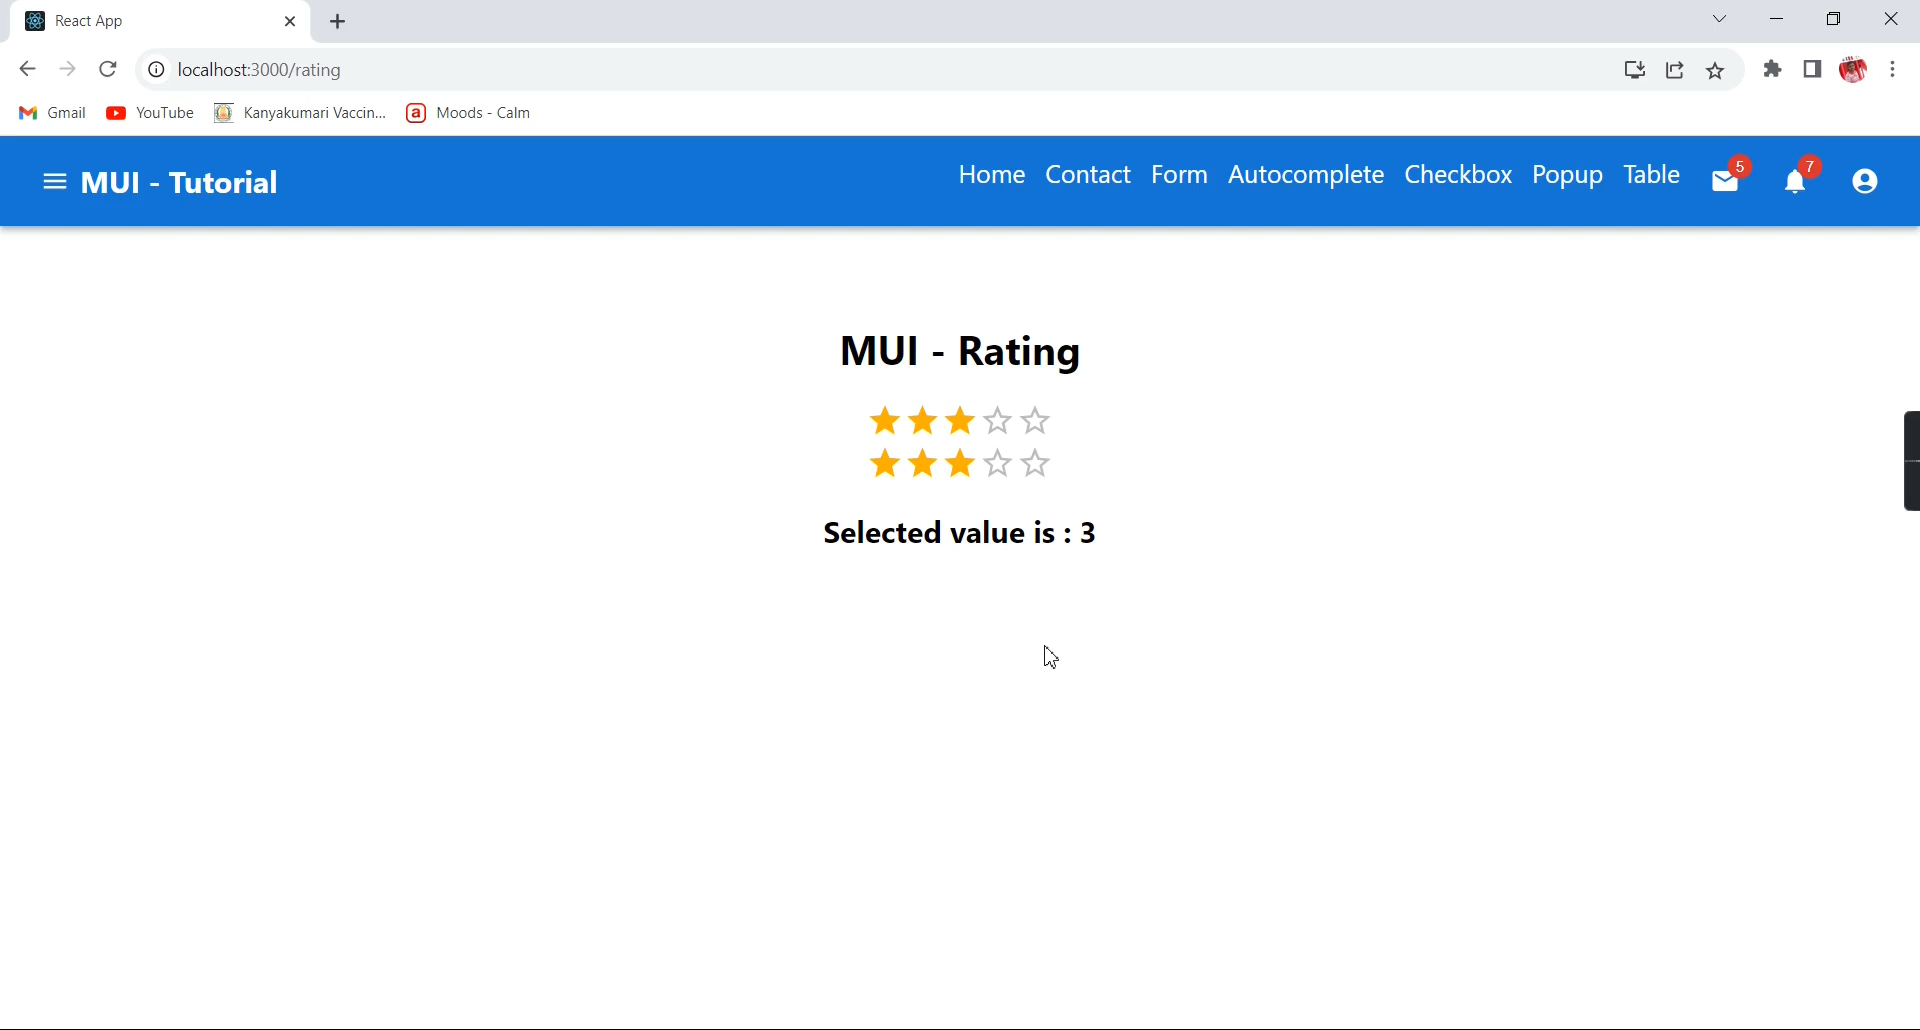 React App
localhost:3000/rating
Gmail YouTube Kanyakumari Vaccin... a Moods - Calm
MUI - Tutorial Home Contact Form Autocomplete Checkbox Popup Table 5 7
MUI - Rating
Selected value is : 3